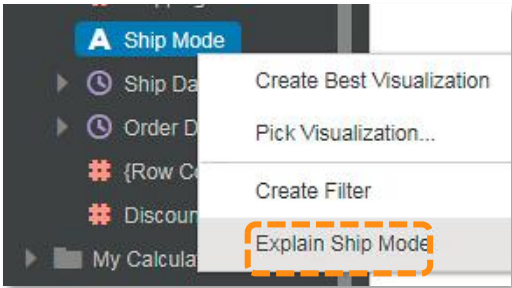 Ship Mode
Ship Da
Create Best Visualization
Order D
Pick Visualization...
{Row Co
Create Filter
Discoun
Explain Ship Mode
My Calcula